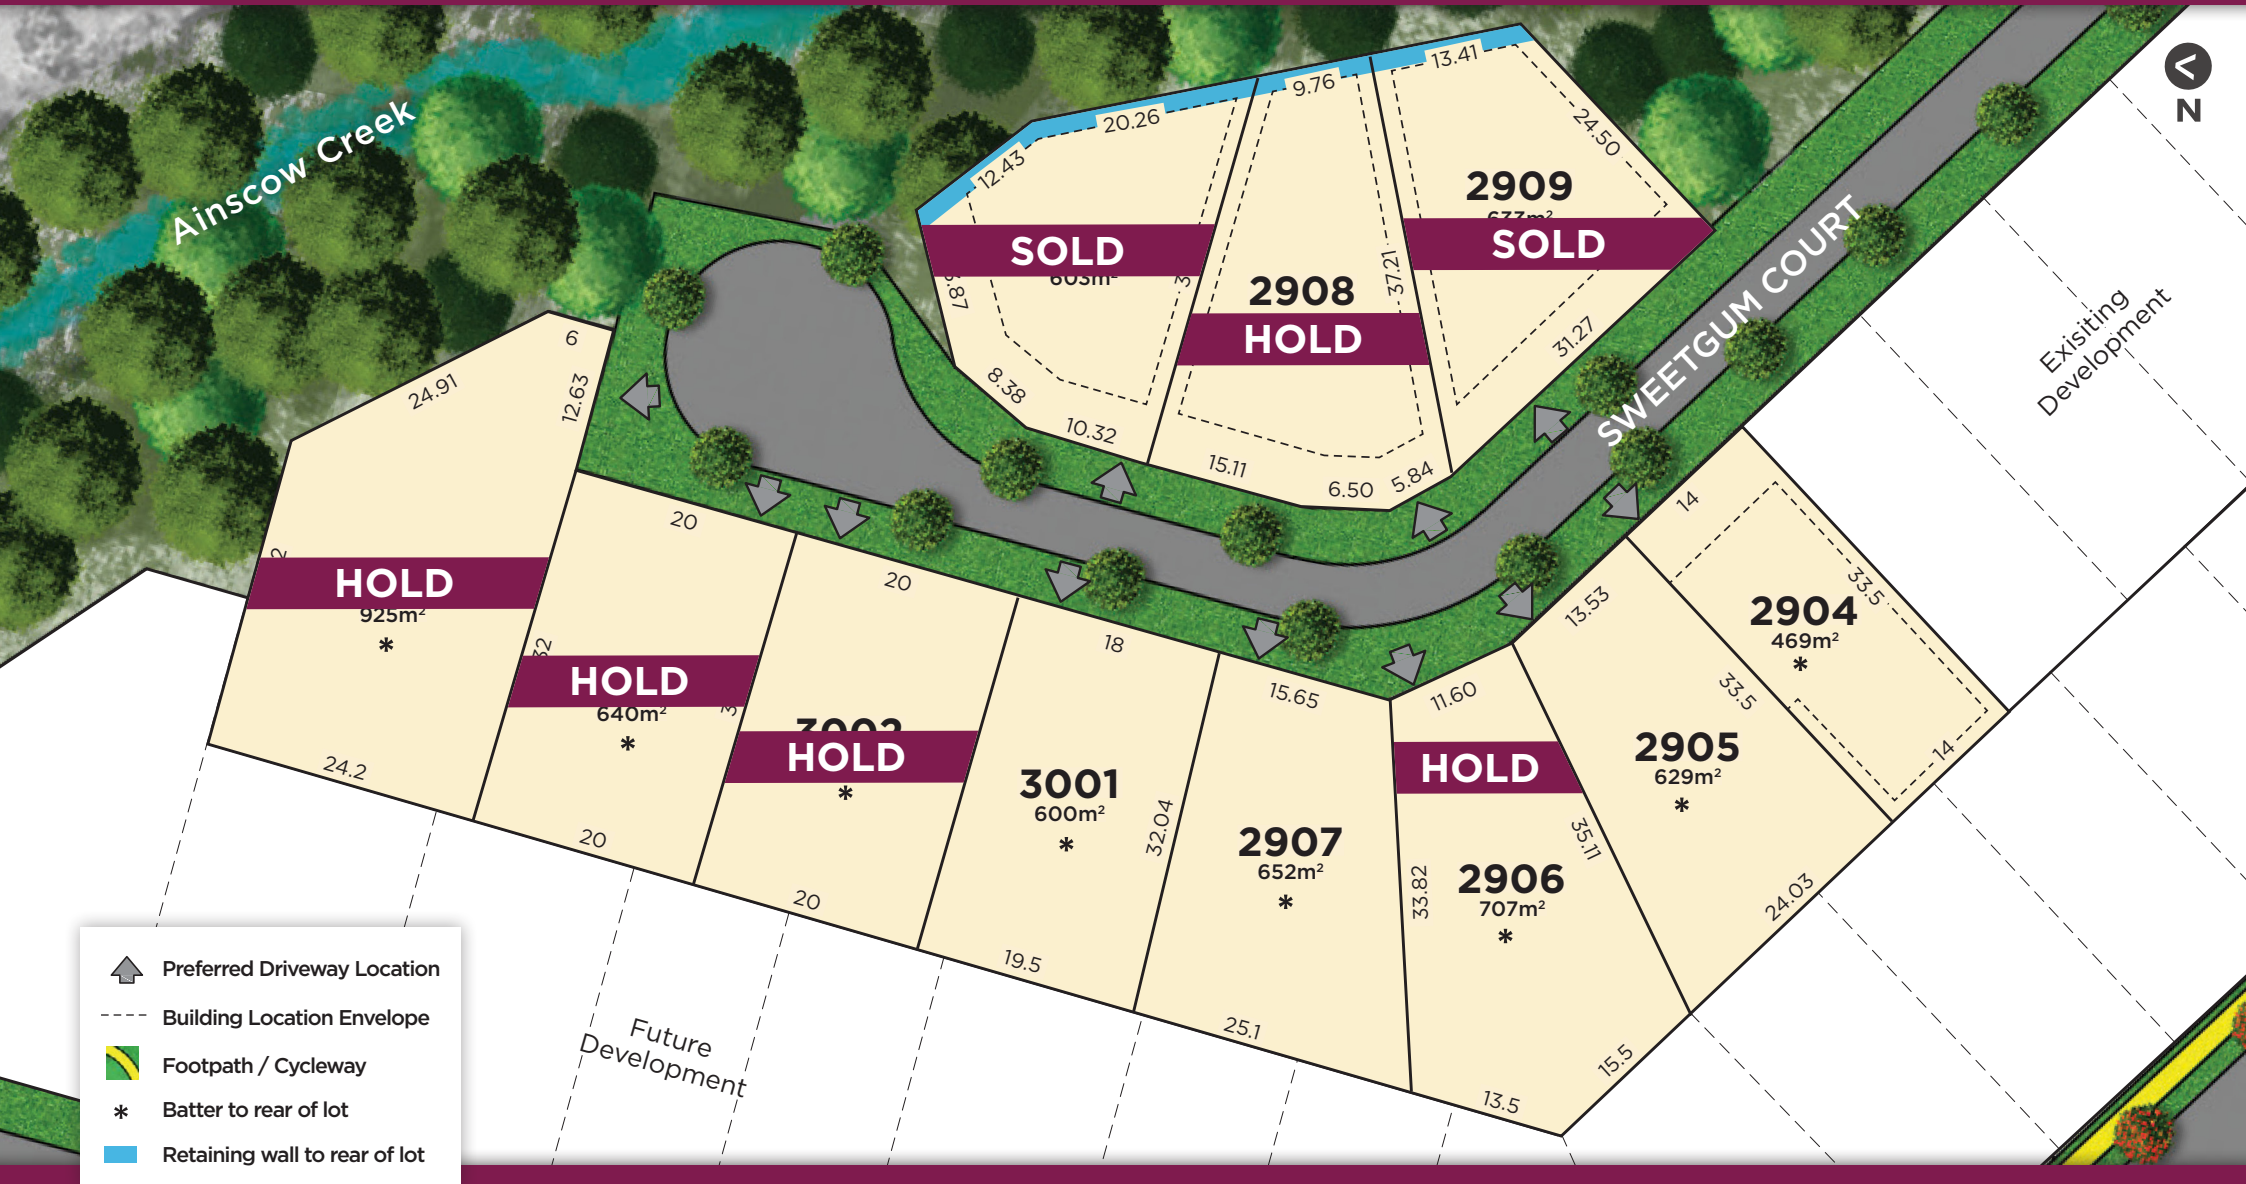 Ainscow Creek
<
N
20.26
12.43
SOLD
603m²
8.38
10.32
9.76
2908
37.21
HOLD
15.11
6.50
5.84
13.41
24.50
2909
SOLD
31.27
SWEETGUM COURT
Exisiting
Development
6
24.91
12.63
HOLD
925m²
*
24.2
20
32
HOLD
640m²
*
20
20
HOLD
*
20
18
3001
600m²
*
32.04
19.5
15.65
2907
652m²
*
25.1
11.60
HOLD
33.82
2906
707m²
*
35.11
13.5
15.5
13.53
2905
629m²
*
33.5
24.03
14
33.5
2904
469m²
*
14
Future
Development
Preferred Driveway Location
Building Location Envelope
Footpath / Cycleway
* Batter to rear of lot
Retaining wall to rear of lot